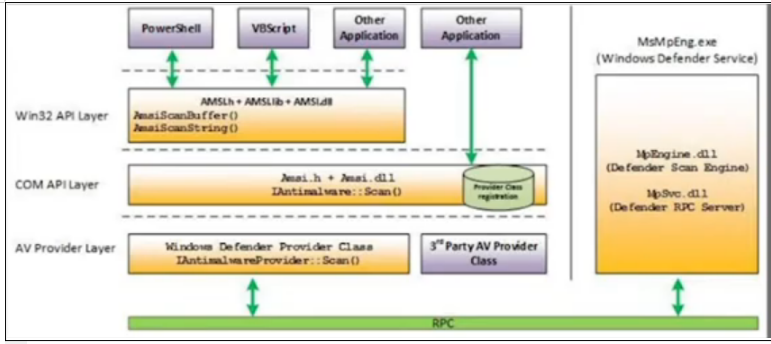 PowerShell
VBScript
Other
Application
Other
Application
MsMpEng.exe
(Windows Defender Service)
Win32 API Layer
AMSI.h + AMSI.lib + AMSI.dll
AmsiScanBuffer()
AmsiScanString()
MpEngine.dll
(Defender Scan Engine)
MpSvc.dll
(Defender RPC Server)
COM API Layer
Amsi.h + Amsi.dll
IAntimalware::Scan()
Provider Class
registration
AV Provider Layer
Windows Defender Provider Class
IAntimalwareProvider::Scan()
3rd Party AV Provider
Class
RPC